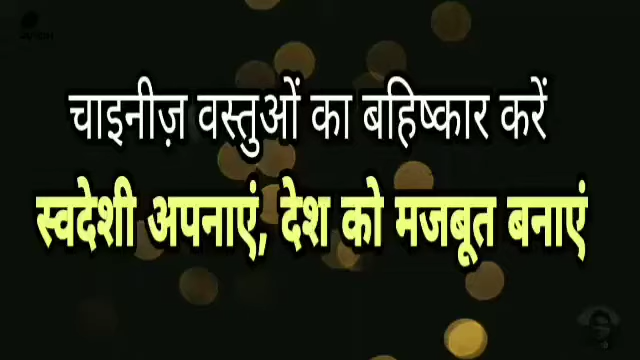 चाइनीज़ वस्तुओं का बहिष्कार करें
स्वदेशी अपनाएं, देश को मजबूत बनाएं